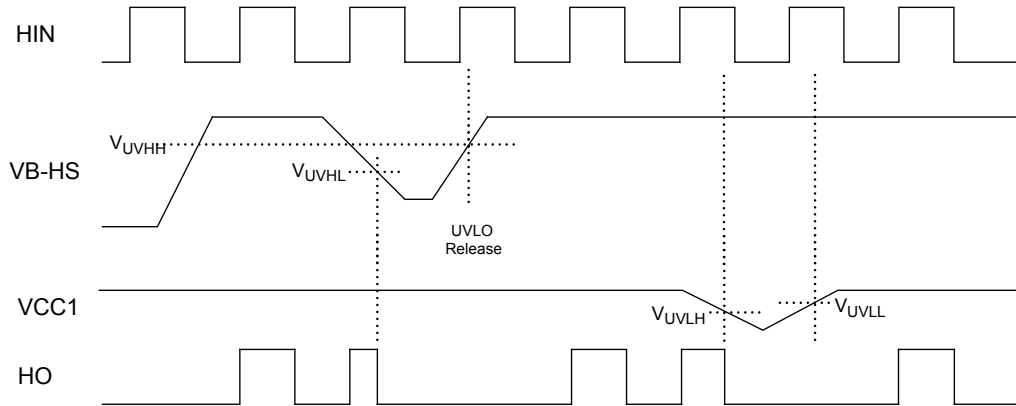 HIN
VUVHH
VB-HS
VUVHL
UVLO
Release
VCC1
VUVLH
VUVLL
HO